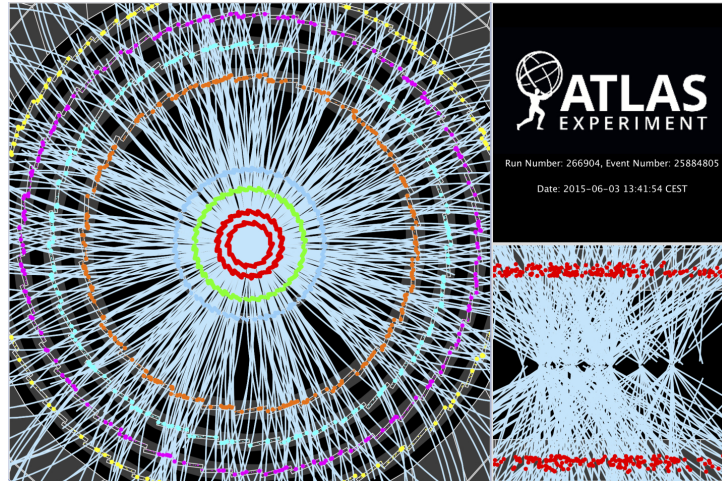 ATLAS
EXPERIMENT
Run Number: 266904, Event Number: 25884805
Date: 2015-06-03 13:41:54 CEST